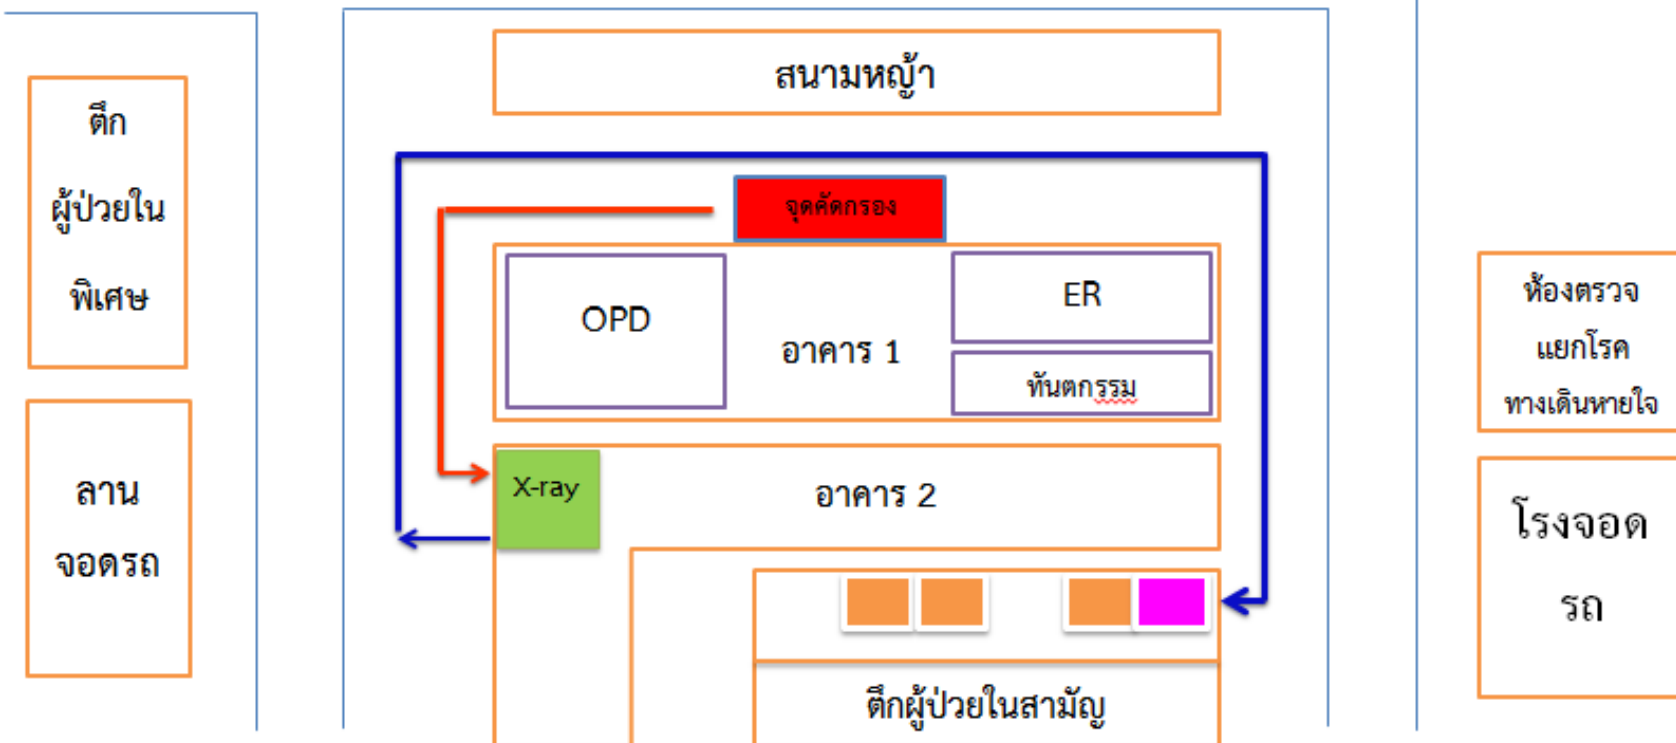 สนามหญ้า
ตึก
ผู้ป่วยใน
พิเศษ
จุดคัดกรอง
OPD
อาคาร 1
ER
ทันตกรรม
ห้องตรวจ
แยกโรค
ทางเดินหายใจ
ลาน
จอดรถ
X-ray
อาคาร 2
โรงจอด
รถ
ตึกผู้ป่วยในสามัญ